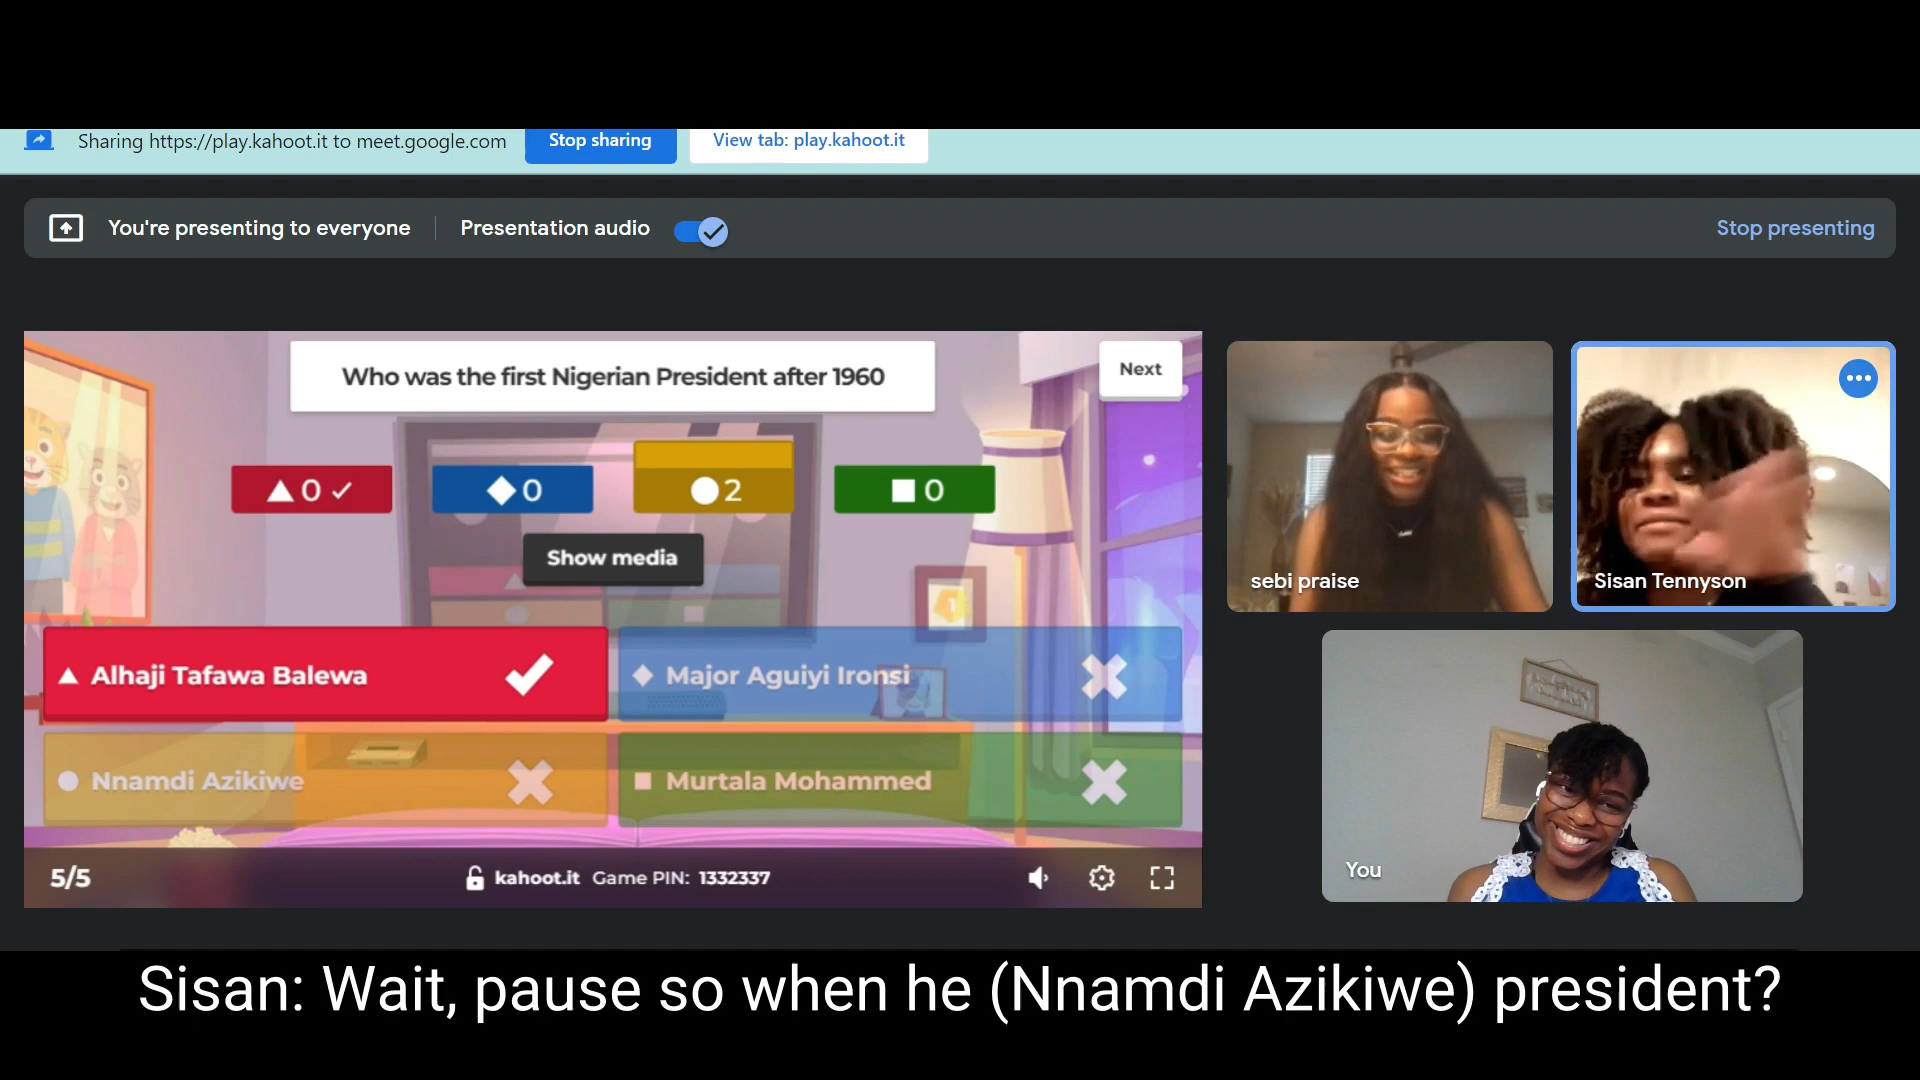 Sharing https://play.kahoot.it to meet.google.com
Stop sharing
View tab: play.kahoot.it
You're presenting to everyone
Presentation audio
Stop presenting
Who was the first Nigerian President after 1960
Next
0
0
2
0
Show media
Alhaji Tafawa Balewa
Major Aguiyi Ironsi
Nnamdi Azikiwe
Murtala Mohammed
5/5
kahoot.it Game PIN: 1332337
sebi praise
Sisan Tennyson
You
Sisan: Wait, pause so when he (Nnamdi Azikiwe) president?